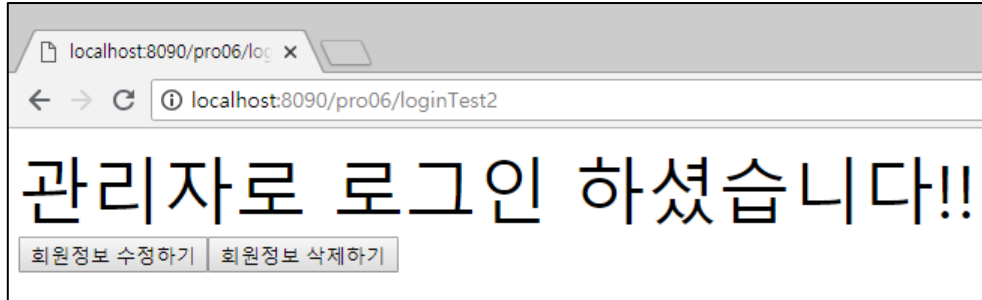 localhost:8090/pro06/log
localhost:8090/pro06/loginTest2
관리자로 로그인 하셨습니다!!
회원정보 수정하기 회원정보 삭제하기